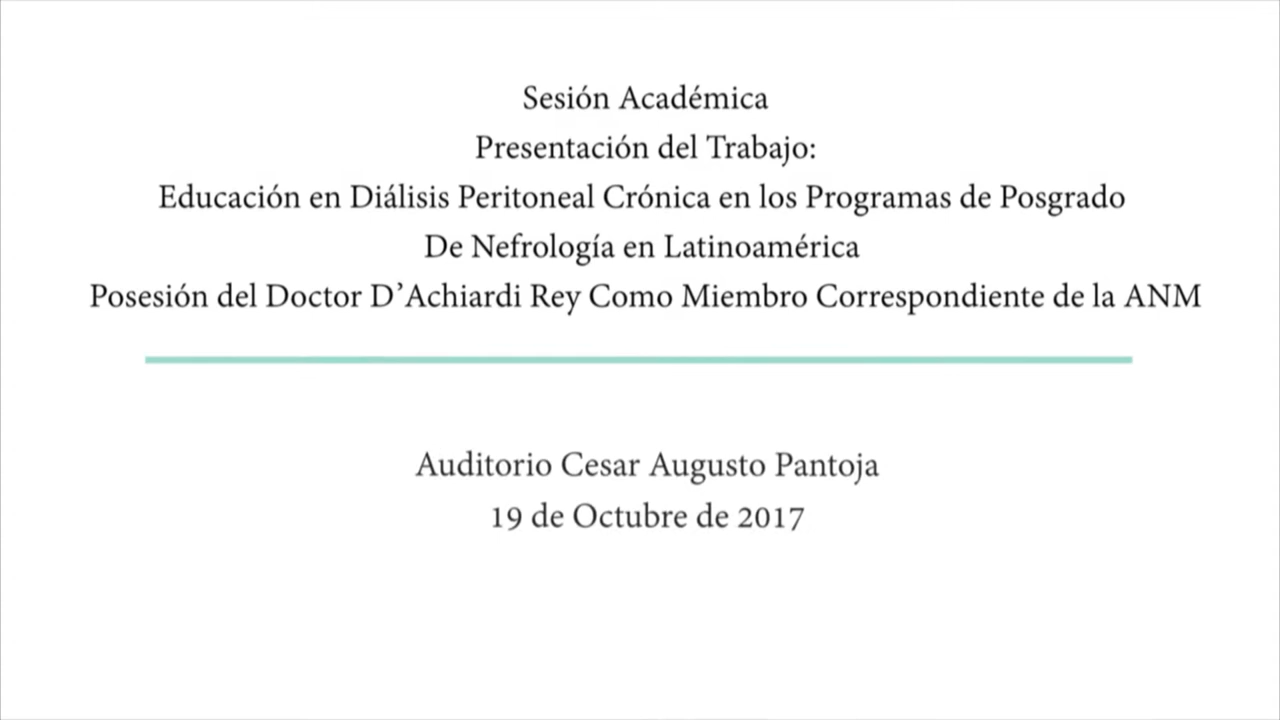 Sesión Académica
Presentación del Trabajo:
Educación en Diálisis Peritoneal Crónica en los Programas de Posgrado
De Nefrología en Latinoamérica
Posesión del Doctor D’Achiardi Rey Como Miembro Correspondiente de la ANM
Auditorio Cesar Augusto Pantoja
19 de Octubre de 2017